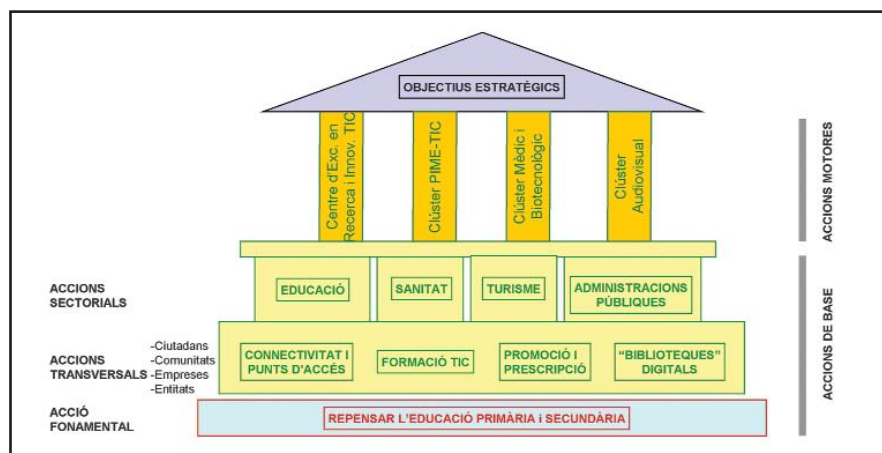 OBJECTIUS ESTRATÈGICS
Centre d'Exc. en
Recerca i Innov. TIC
Clúster PIME-TIC
Clúster Mèdic i
Biotecnològic
Clúster
Audiovisual
ACCIONS MOTORES
ACCIONS
SECTORIALS
EDUCACIÓ
SANITAT
TURISME
ADMINISTRACIONS
PÚBLIQUES
ACCIONS
TRANSVERSALS
-Ciutadans
-Comunitats
-Empreses
-Entitats
CONNECTIVITAT I
PUNTS D'ACCÉS
FORMACIÓ TIC
PROMOCIÓ I
PRESCRIPCIÓ
"BIBLIOTEQUES"
DIGITALS
ACCIONS DE BASE
ACCIÓ
FONAMENTAL
REPENSAR L'EDUCACIÓ PRIMÀRIA i SECUNDÀRIA